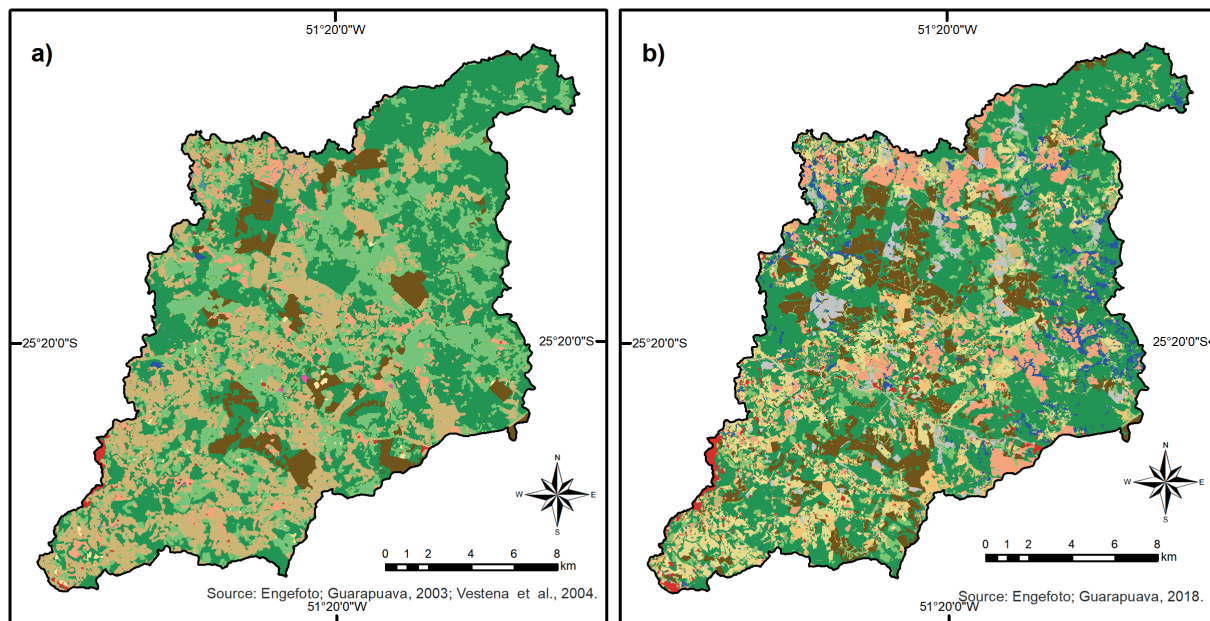 51°20'0"W
a)
25°20'0"S
N
W E
S
0 1 2 4 6 8
km
Source: Engefoto; Guarapuava, 2003; Vestena et al., 2004.
51°20'0"W
51°20'0"W
b)
25°20'0"S
25°20'0"S
N
W E
S
0 1 2 4 6 8
km
Source: Engefoto; Guarapuava, 2018.
51°20'0"W
25°20'0"S